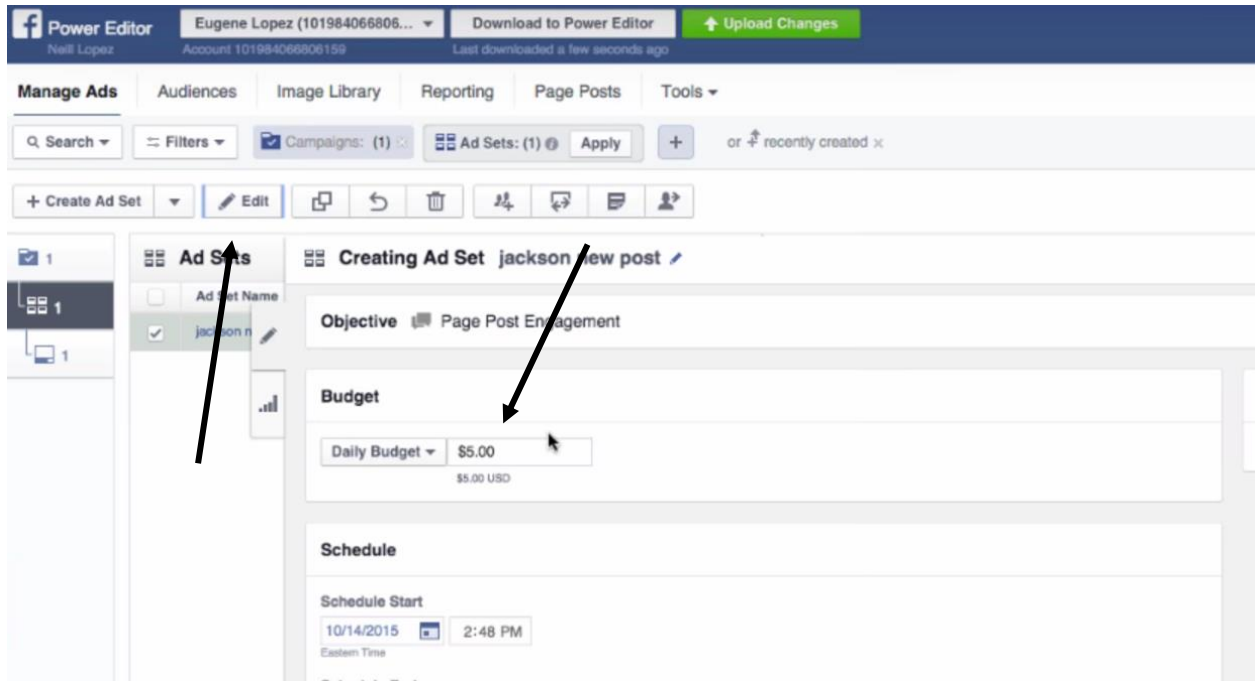 Power Editor
Neill Lopez
Eugene Lopez (101984066806...
Account 101984066806159
Download to Power Editor
Last downloaded a few seconds ago
Upload Changes
Manage Ads Audiences Image Library Reporting Page Posts Tools
Search Filters Campaigns: (1) Ad Sets: (1) Apply + or recently created ×
+ Create Ad Set Edit
1 Ad Sets Creating Ad Set jackson new post
1 Ad Set Name
jackson n
Objective Page Post Engagement
1
Budget
Daily Budget $5.00
$5.00 USD
Schedule
Schedule Start
10/14/2015 2:48 PM
Eastern Time